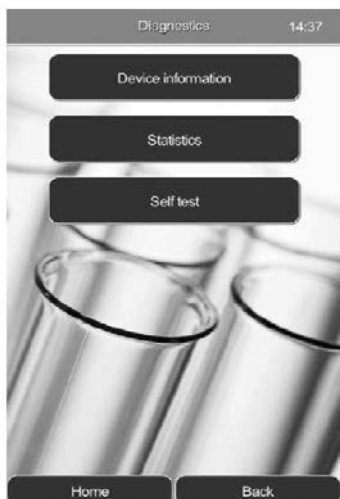 Diagnostics 14:37
Device information
Statistics
Self test
Home Back